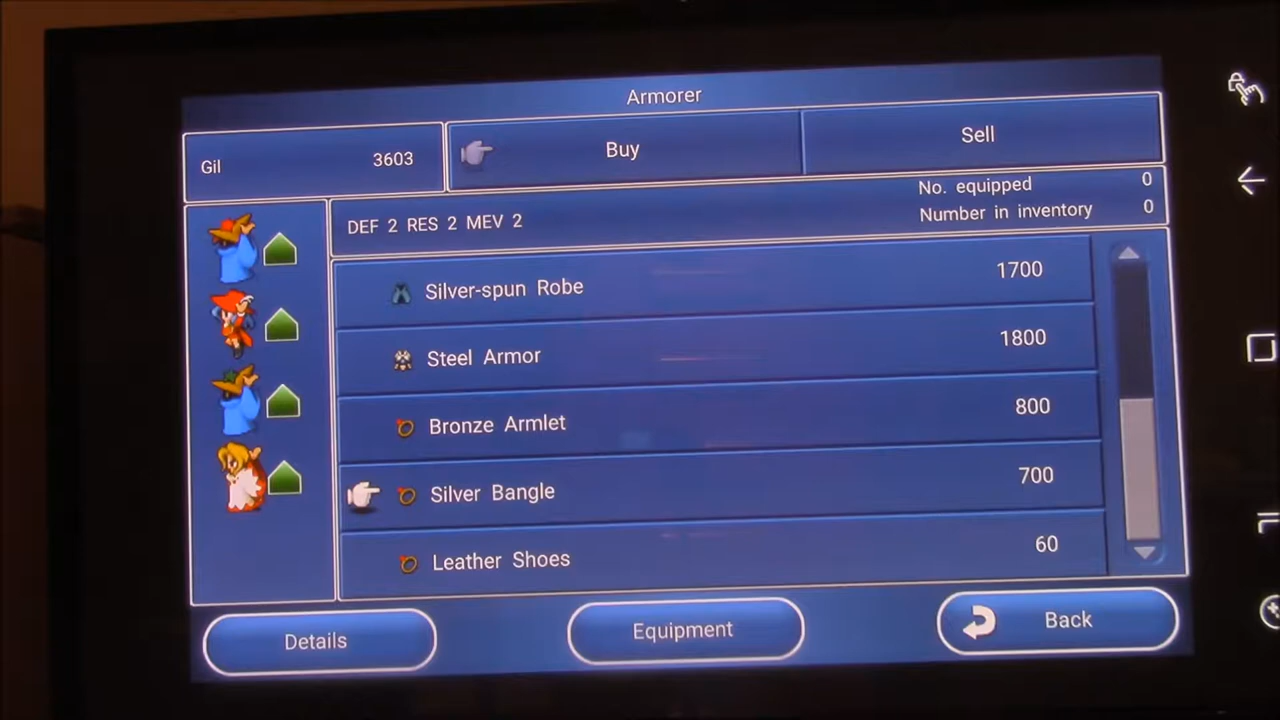 Armorer
Gil 3603
Buy
Sell
DEF 2 RES 2 MEV 2
No. equipped 0
Number in inventory 0
Silver-spun Robe 1700
Steel Armor 1800
Bronze Armlet 800
Silver Bangle 700
Leather Shoes 60
Details
Equipment
Back